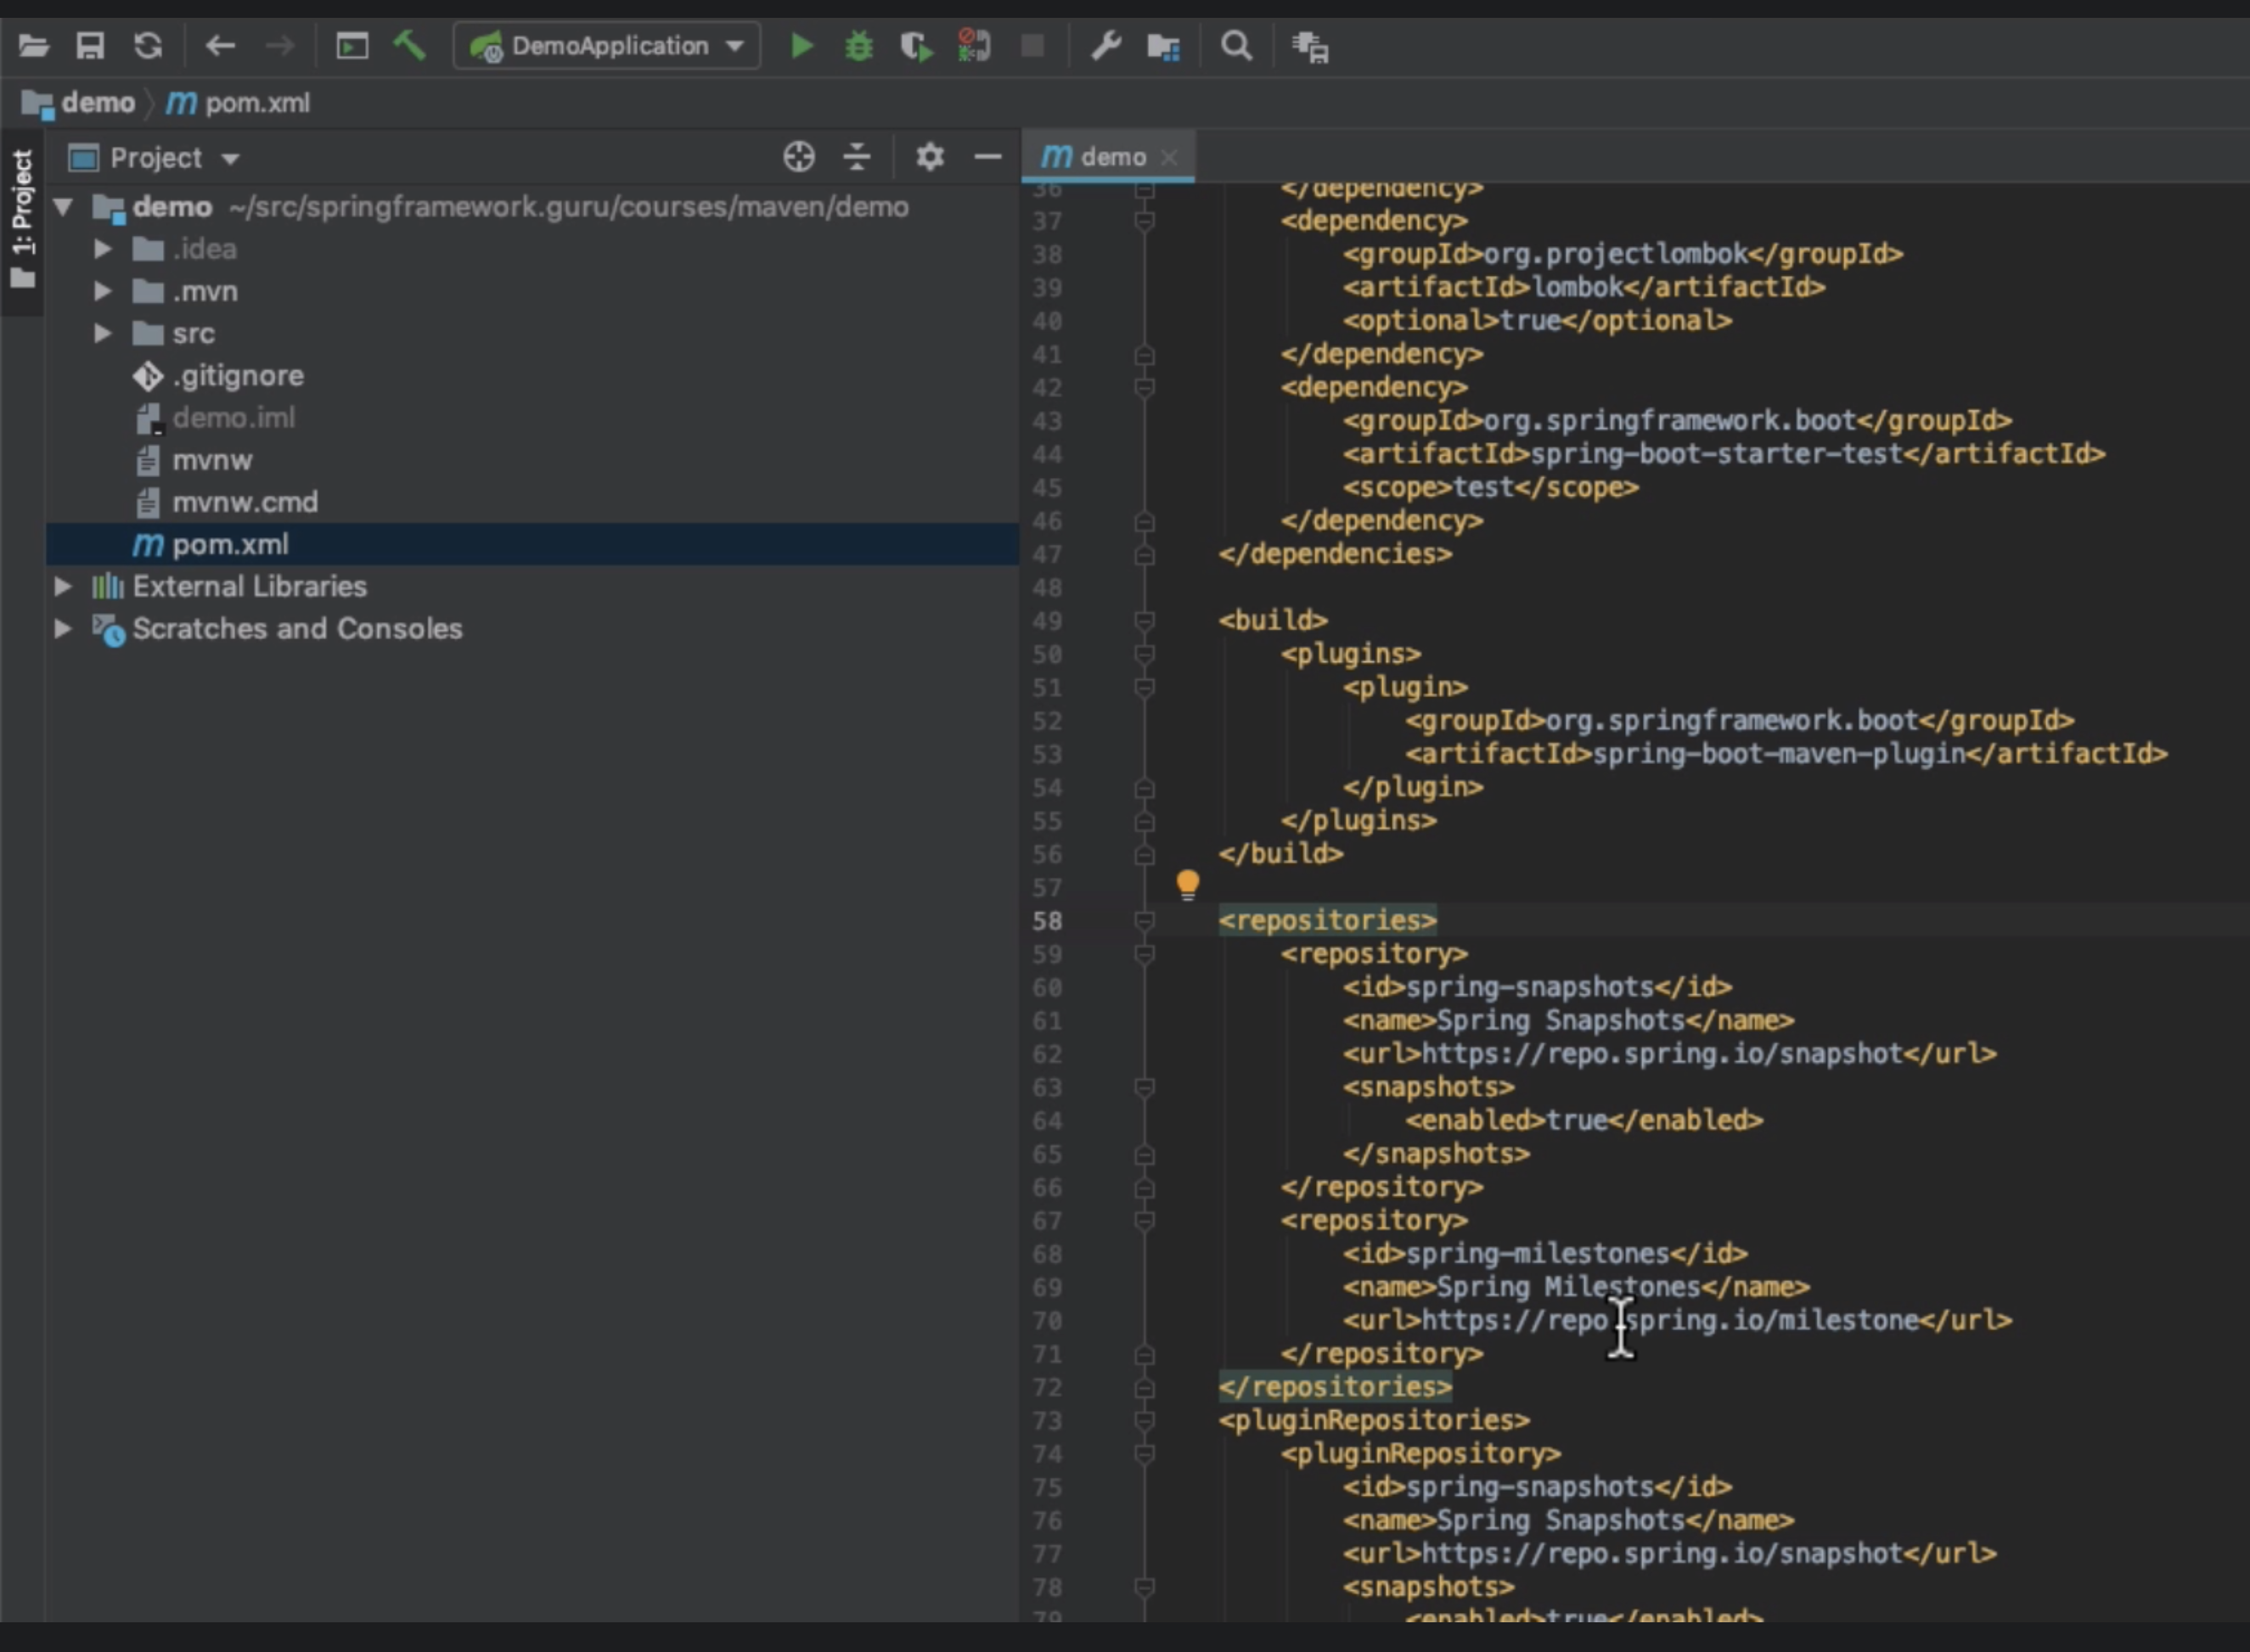 DemoApplication
demo
pom.xml
1: Project
Project
demo ~/src/springframework.guru/courses/maven/demo
.idea
.mvn
src
.gitignore
demo.iml
mvnw
mvnw.cmd
pom.xml
External Libraries
Scratches and Consoles
demo
36 </dependency>
37 <dependency>
38 <groupId>org.projectlombok</groupId>
39 <artifactId>lombok</artifactId>
40 <optional>true</optional>
41 </dependency>
42 <dependency>
43 <groupId>org.springframework.boot</groupId>
44 <artifactId>spring-boot-starter-test</artifactId>
45 <scope>test</scope>
46 </dependency>
47 </dependencies>
48
49 <build>
50 <plugins>
51 <plugin>
52 <groupId>org.springframework.boot</groupId>
53 <artifactId>spring-boot-maven-plugin</artifactId>
54 </plugin>
55 </plugins>
56 </build>
57
58 <repositories>
59 <repository>
60 <id>spring-snapshots</id>
61 <name>Spring Snapshots</name>
62 <url>https://repo.spring.io/snapshot</url>
63 <snapshots>
64 <enabled>true</enabled>
65 </snapshots>
66 </repository>
67 <repository>
68 <id>spring-milestones</id>
69 <name>Spring Milestones</name>
70 <url>https://repo.spring.io/milestone</url>
71 </repository>
72 </repositories>
73 <pluginRepositories>
74 <pluginRepository>
75 <id>spring-snapshots</id>
76 <name>Spring Snapshots</name>
77 <url>https://repo.spring.io/snapshot</url>
78 <snapshots>
79 <enabled>true</enabled>